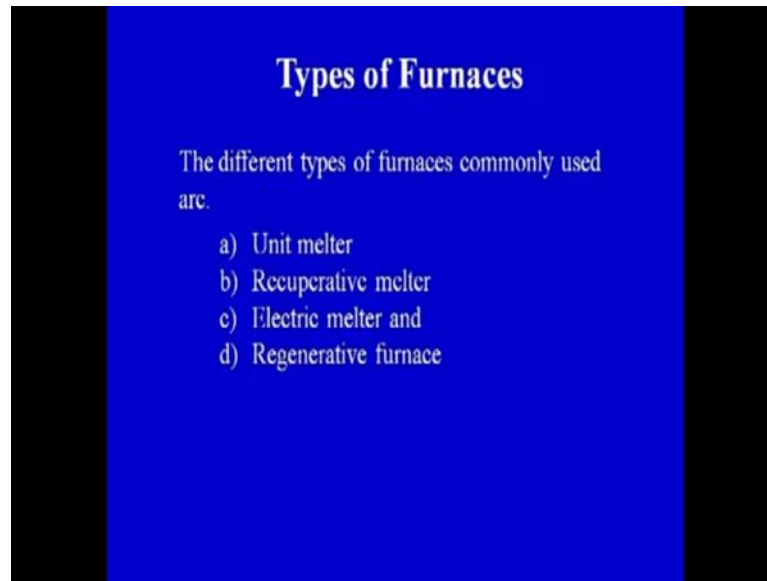 Types of Furnaces
The different types of furnaces commonly used
are.
a) Unit melter
b) Recuperative melter
c) Electric melter and
d) Regenerative furnace